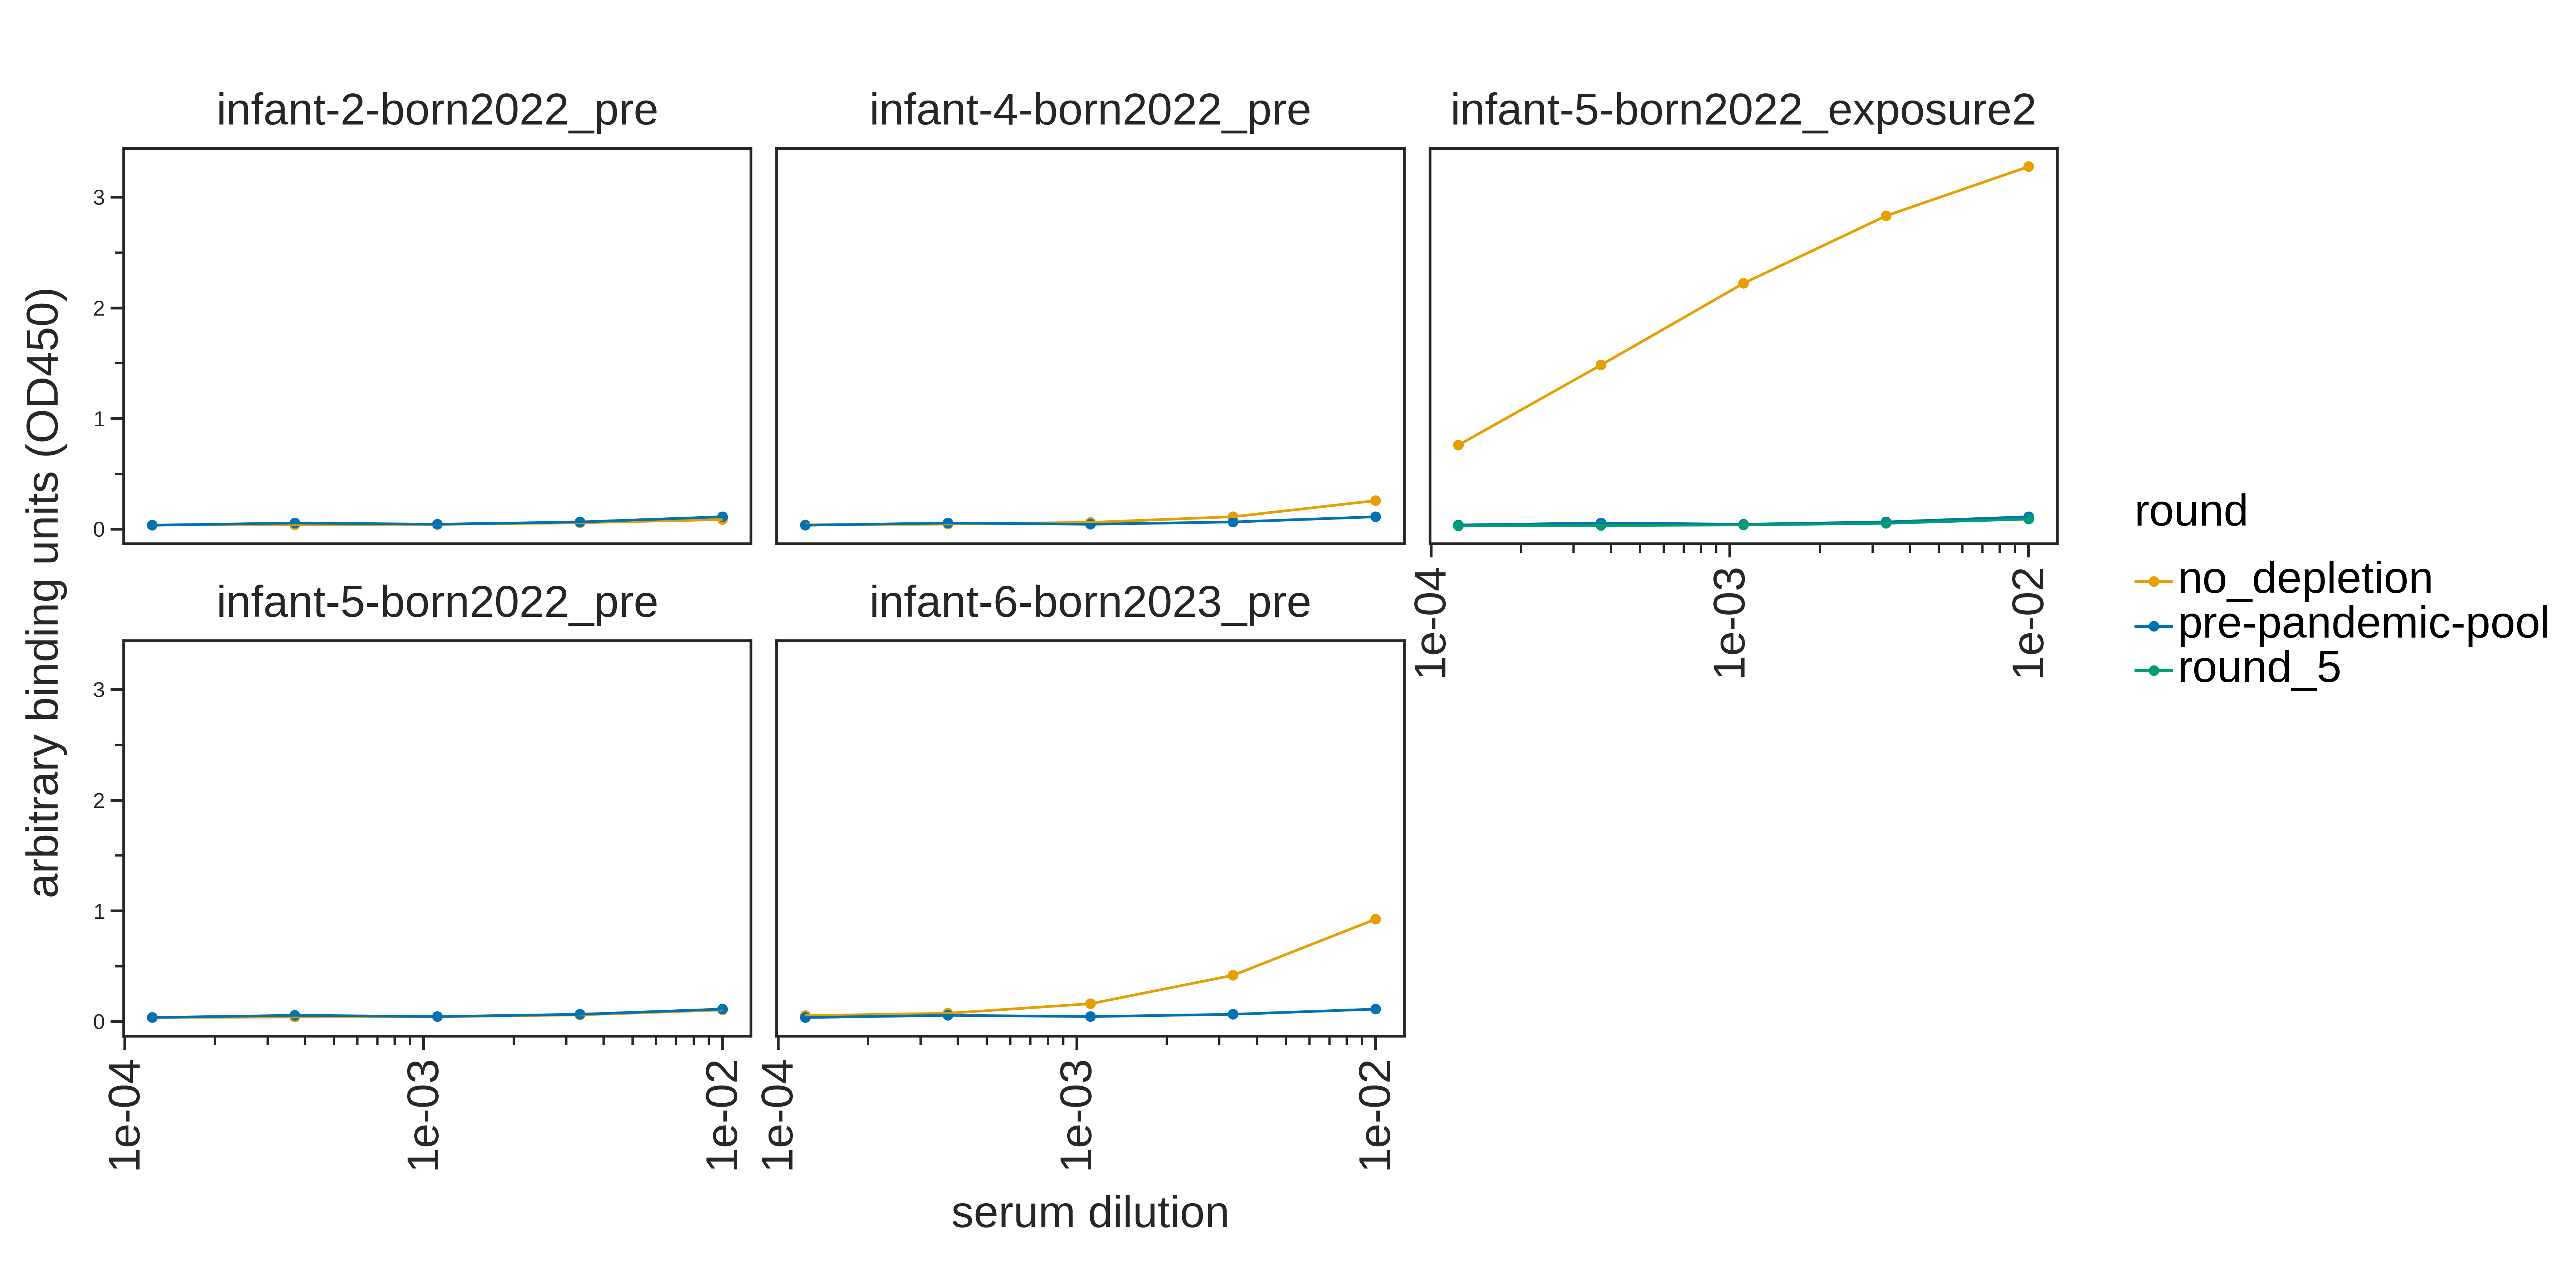 infant-2-born2022_pre
infant-4-born2022_pre
infant-5-born2022_exposure2
3
2
1
0
1e-04
1e-03
1e-02
infant-5-born2022_pre
infant-6-born2023_pre
3
2
1
0
1e-04
1e-03
1e-02
1e-04
1e-03
1e-02
arbitrary binding units (OD450)
serum dilution
round
no_depletion
pre-pandemic-pool
round_5